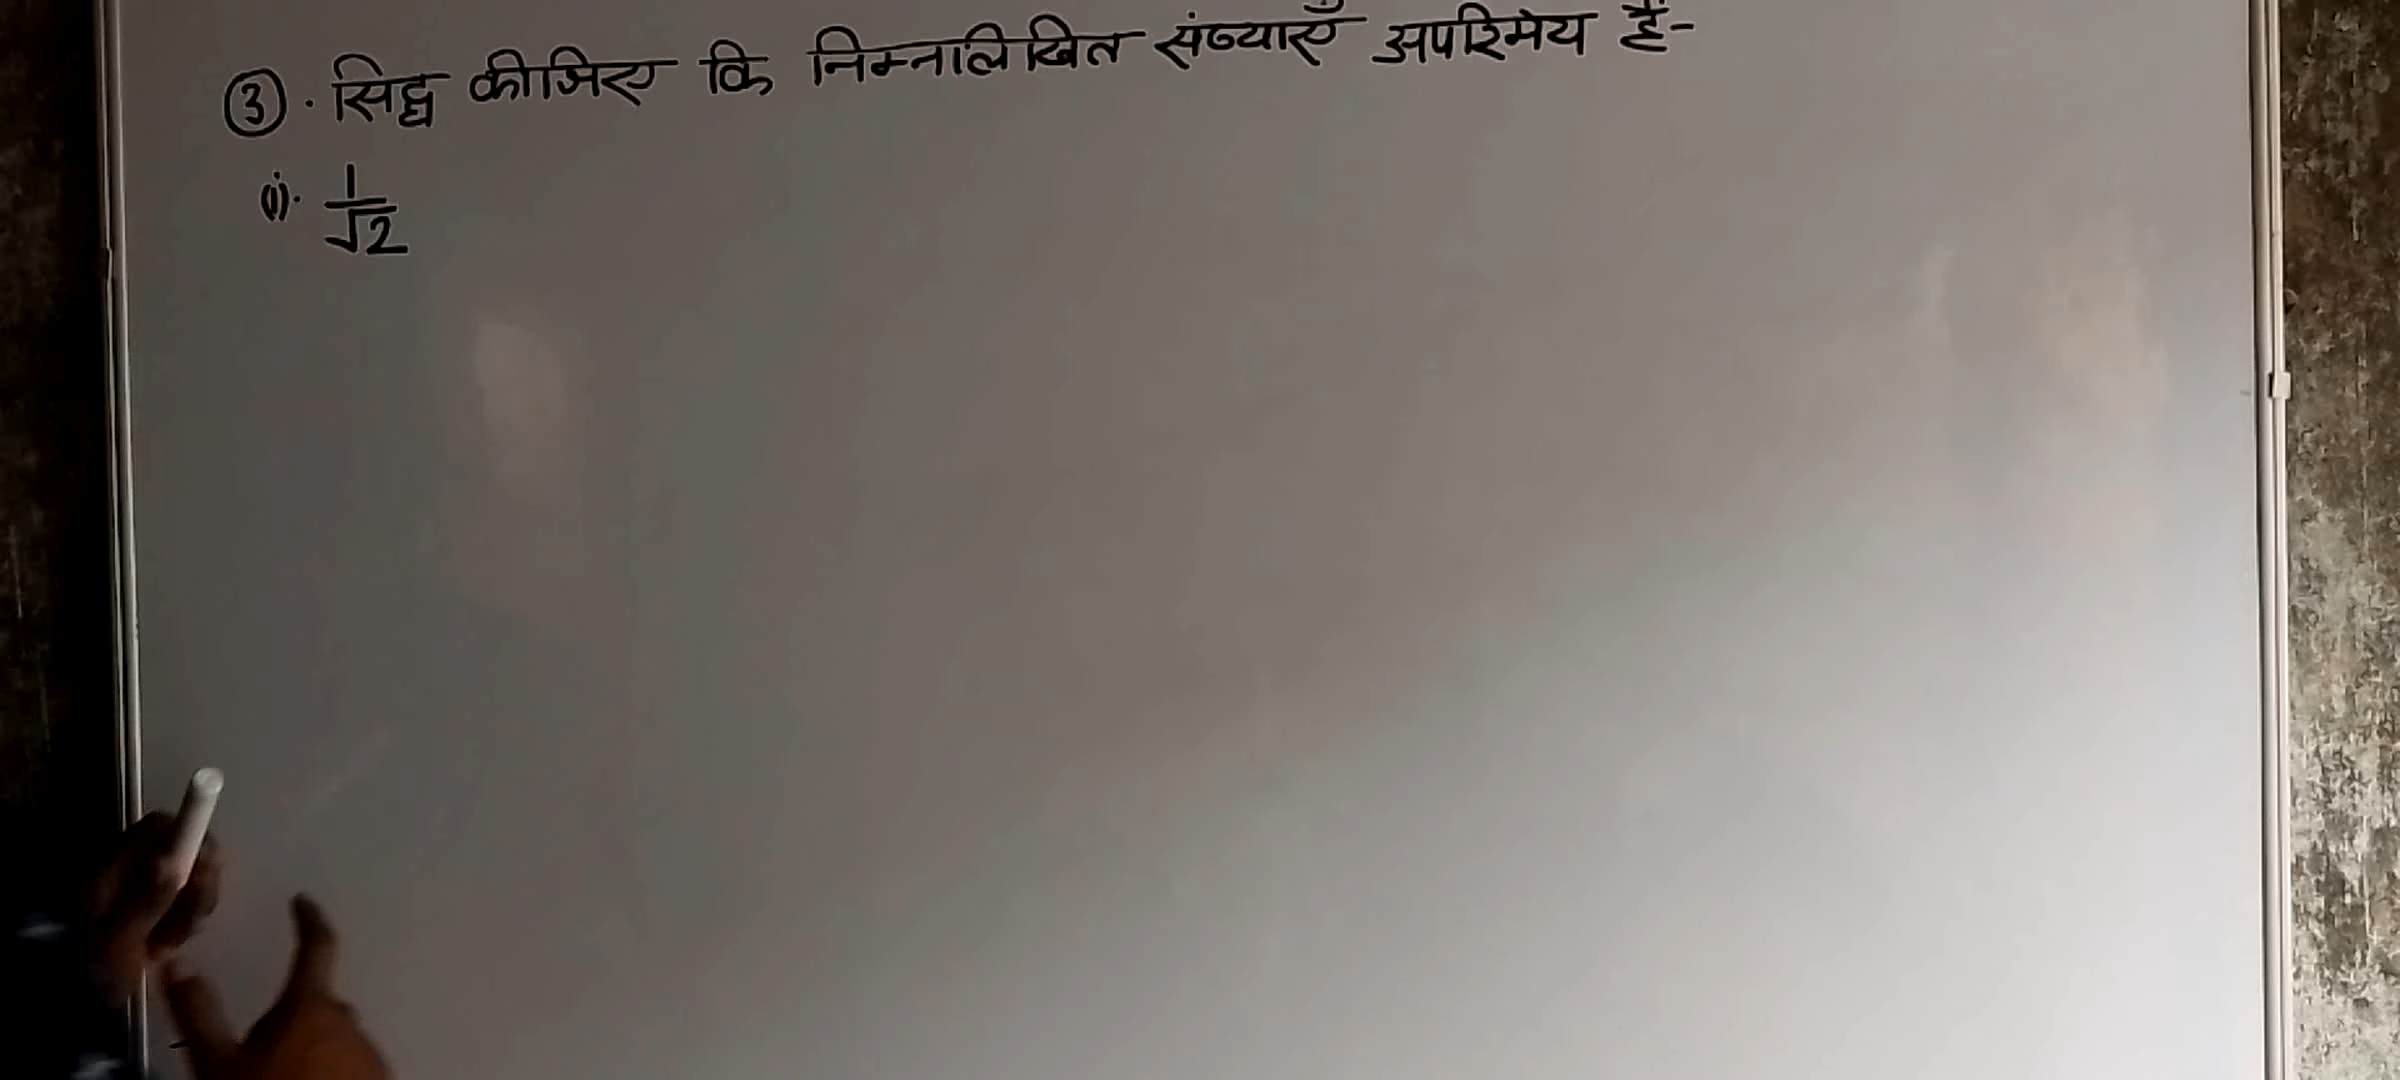 ③. सिद्ध कीजिए कि निम्नलिखित संख्याएँ अपरिमेय हैं-
(i). 1/√2